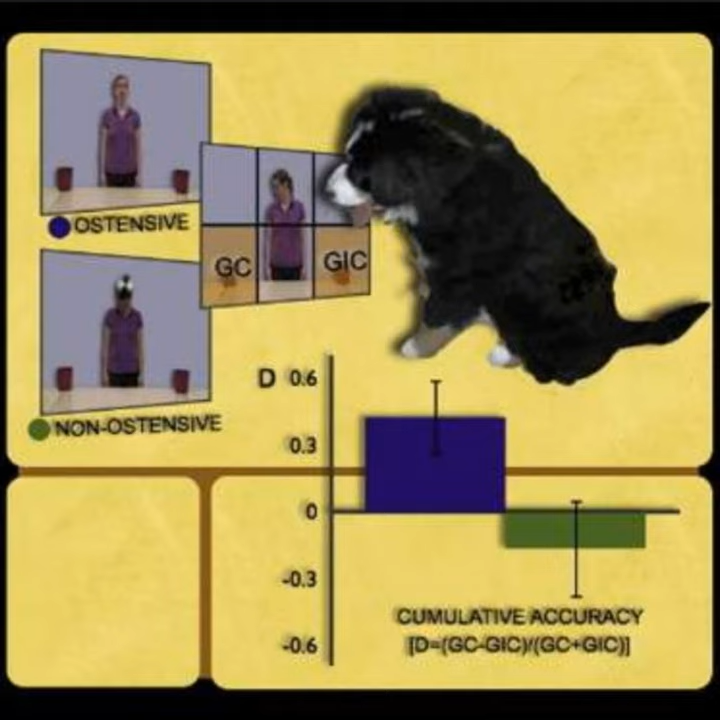 OSTENSIVE
GC
GIC
NON-OSTENSIVE
D
0.6
0.3
0
-0.3
-0.6
CUMULATIVE ACCURACY
[D=(GC-GIC)/(GC+GIC)]